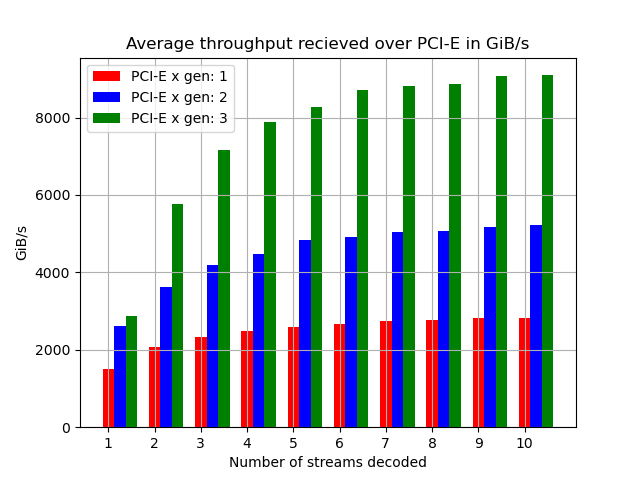 Average throughput recieved over PCI-E in GiB/s
PCI-E x gen: 1
PCI-E x gen: 2
PCI-E x gen: 3
GiB/s
8000
6000
4000
2000
0
1 2 3 4 5 6 7 8 9 10
Number of streams decoded